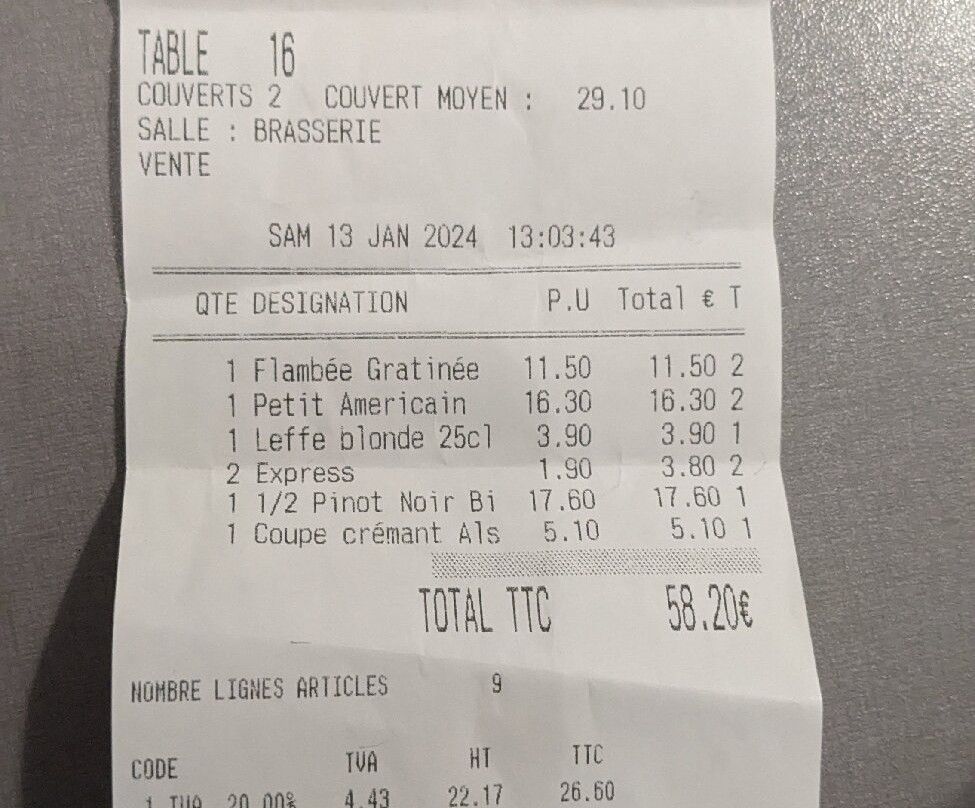 TABLE 16
COUVERTS 2 COUVERT MOYEN : 29.10
SALLE : BRASSERIE
VENTE
SAM 13 JAN 2024 13:03:43
QTE DESIGNATION P.U Total € T
1 Flambée Gratinée 11.50 11.50 2
1 Petit Americain 16.30 16.30 2
1 Leffe blonde 25cl 3.90 3.90 1
2 Express 1.90 3.80 2
1 1/2 Pinot Noir Bi 17.60 17.60 1
1 Coupe crémant Als 5.10 5.10 1
TOTAL TTC 58.20€
NOMBRE LIGNES ARTICLES 9
CODE TVA HT TTC
1 TVA 20.00% 4.43 22.17 26.60